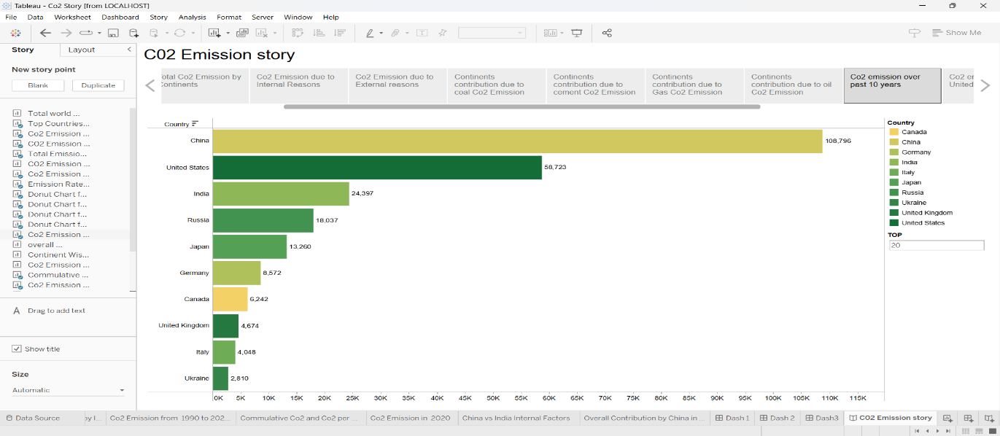 Tableau - Co2 Story [from LOCALHOST]
File Data Worksheet Dashboard Story Analysis Format Server Window Help
Show Me
Story Layout
New story point
Blank Duplicate
Total world ...
Top Countries...
Co2 Emission ...
C02 Emission ...
Total Emissio...
C02 Emission ...
Co2 Emission ...
Emission Rate...
Donut Chart f...
Donut Chart f...
Donut Chart f...
Donut Chart f...
Co2 Emission ...
overall ...
Continent Wis...
Co2 Emission ...
Commulative ...
Co2 Emission ...
A Drag to add text
Show title
Size
Automatic
C02 Emission story
otal Co2 Emission by
ontinents
Co2 Emission due to
Internal Reasons
Co2 Emission due to
External reasons
Continents
contribution due to
coal Co2 Emission
Continents
contribution due to
cement Co2 Emission
Continents
contribution due to
Gas Co2 Emission
Continents
contribution due to oil
Co2 Emission
Co2 emission over
past 10 years
Co2 er
United
Country
China 108,796
United States 58,723
India 24,397
Russia 18,037
Japan 13,260
Germany 8,572
Canada 6,242
United Kingdom 4,674
Italy 4,048
Ukraine 2,810
0K 5K 10K 15K 20K 25K 30K 35K 40K 45K 50K 55K 60K 65K 70K 75K 80K 85K 90K 95K 100K 105K 110K 115K
Country
Canada
China
Germany
India
Italy
Japan
Russia
Ukraine
United Kingdom
United States
TOP
20
Data Source by I... Co2 Emission from 1990 to 202... Commulative Co2 and Co2 per ... Co2 Emission in 2020 China vs India Internal Factors Overall Contribution by China in ... Dash 1 Dash 2 Dash3 C02 Emission story